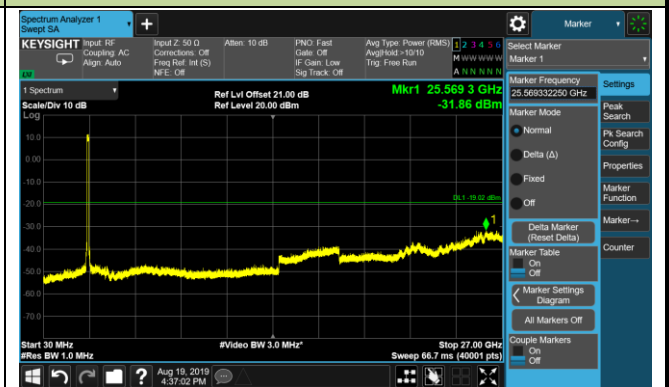 Spectrum Analyzer 1
Swept SA
+
Marker
KEYSIGHT
Input: RF
Coupling: AC
Align: Auto
Input Z: 50 Ω
Corrections: Off
Freq Ref: Int (S)
NFE: Off
Atten: 10 dB
PNO: Fast
Gate: Off
IF Gain: Low
Sig Track: Off
Avg Type: Power (RMS)
Avg|Hold:>10/10
Trig: Free Run
1 2 3 4 5 6
M W W W W W
A N N N N N
Select Marker
Marker 1
1 Spectrum
Scale/Div 10 dB
Log
Ref Lvl Offset 21.00 dB
Ref Level 20.00 dBm
Mkr1 25.569 3 GHz
-31.86 dBm
10.0
0.00
-10.0
-20.0
-30.0
-40.0
-50.0
-60.0
-70.0
DL1 -19.02 dBm
1
Start 30 MHz
#Res BW 1.0 MHz
#Video BW 3.0 MHz*
Stop 27.00 GHz
Sweep 66.7 ms (40001 pts)
Marker Frequency
25.569332250 GHz
Marker Mode
Normal
Delta (Δ)
Fixed
Off
Delta Marker
(Reset Delta)
Marker Table
On
Off
Marker Settings
Diagram
All Markers Off
Couple Markers
On
Off
Settings
Peak
Search
Pk Search
Config
Properties
Marker
Function
Marker→
Counter
?
Aug 19, 2019
4:37:02 PM